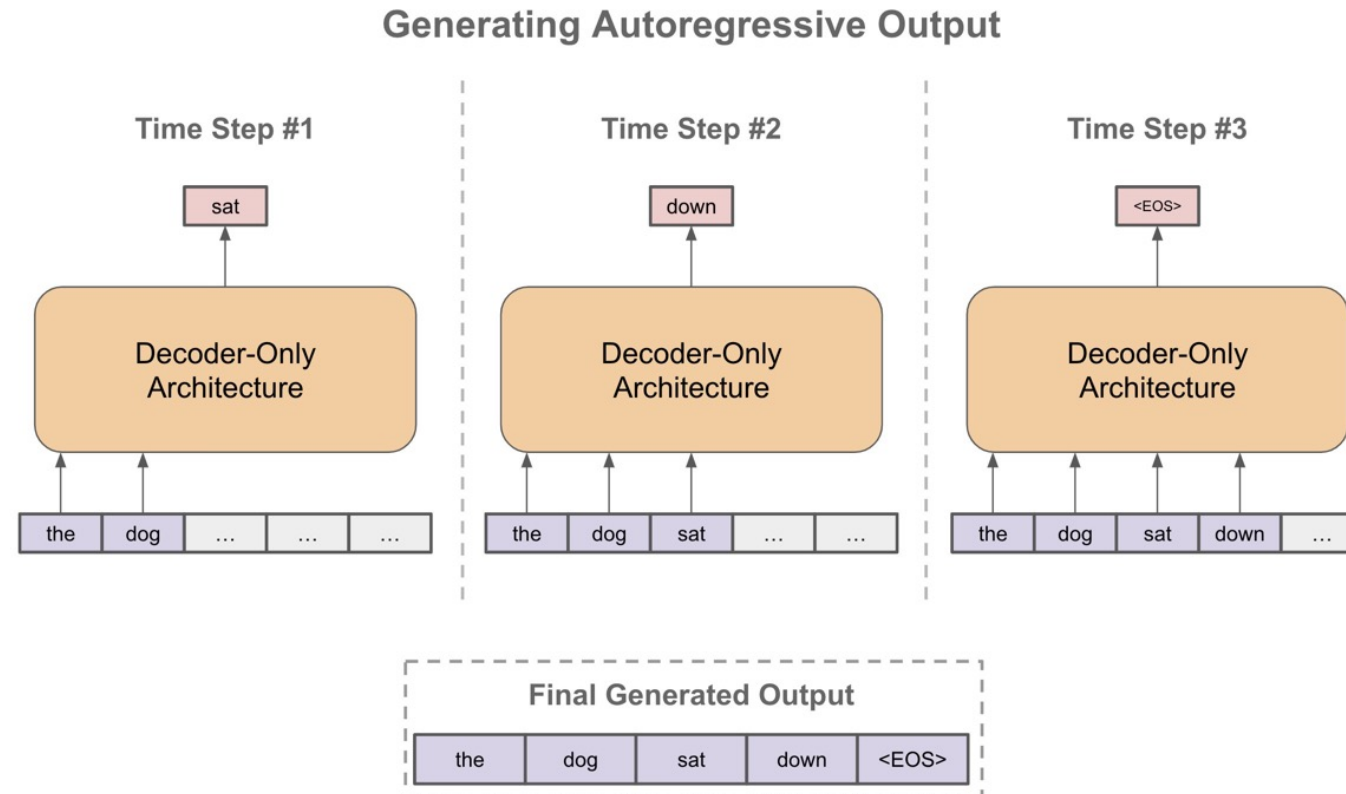 Generating Autoregressive Output
Time Step #1
Time Step #2
Time Step #3
sat
down
<EOS>
Decoder-Only
Architecture
Decoder-Only
Architecture
Decoder-Only
Architecture
the dog … … …
the dog sat … …
the dog sat down …
Final Generated Output
the dog sat down <EOS>